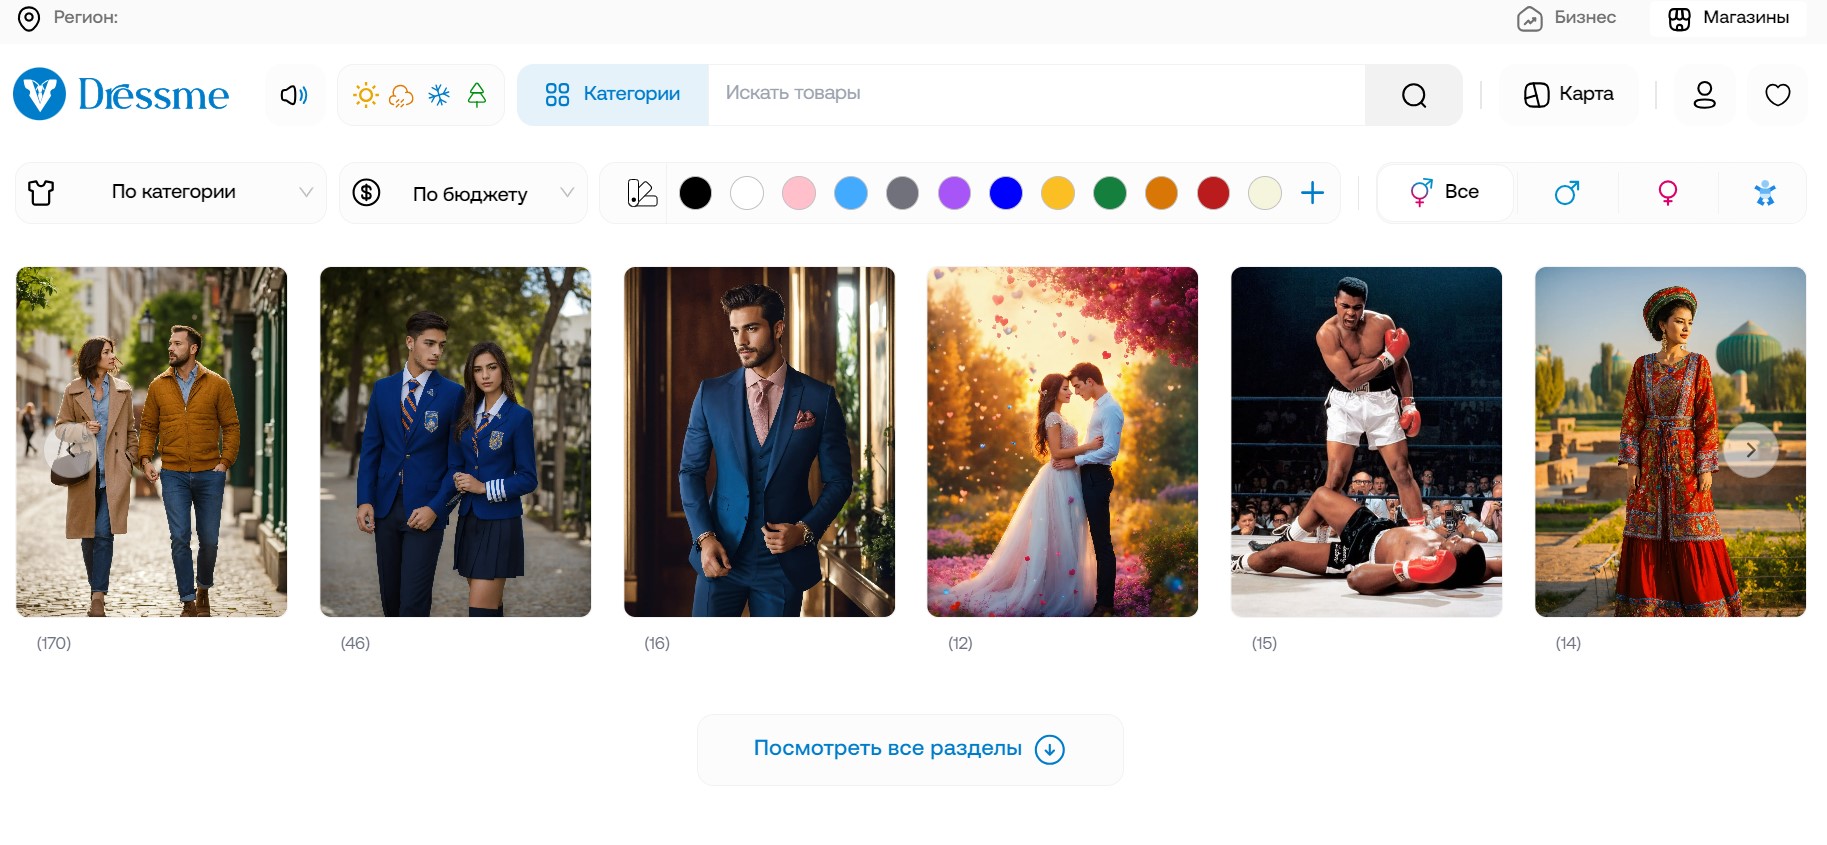 Регион:
Бизнес
Магазины
Dressme
Категории
Искать товары
Карта
По категории
По бюджету
Все
(170)
(46)
(16)
(12)
(15)
(14)
Посмотреть все разделы